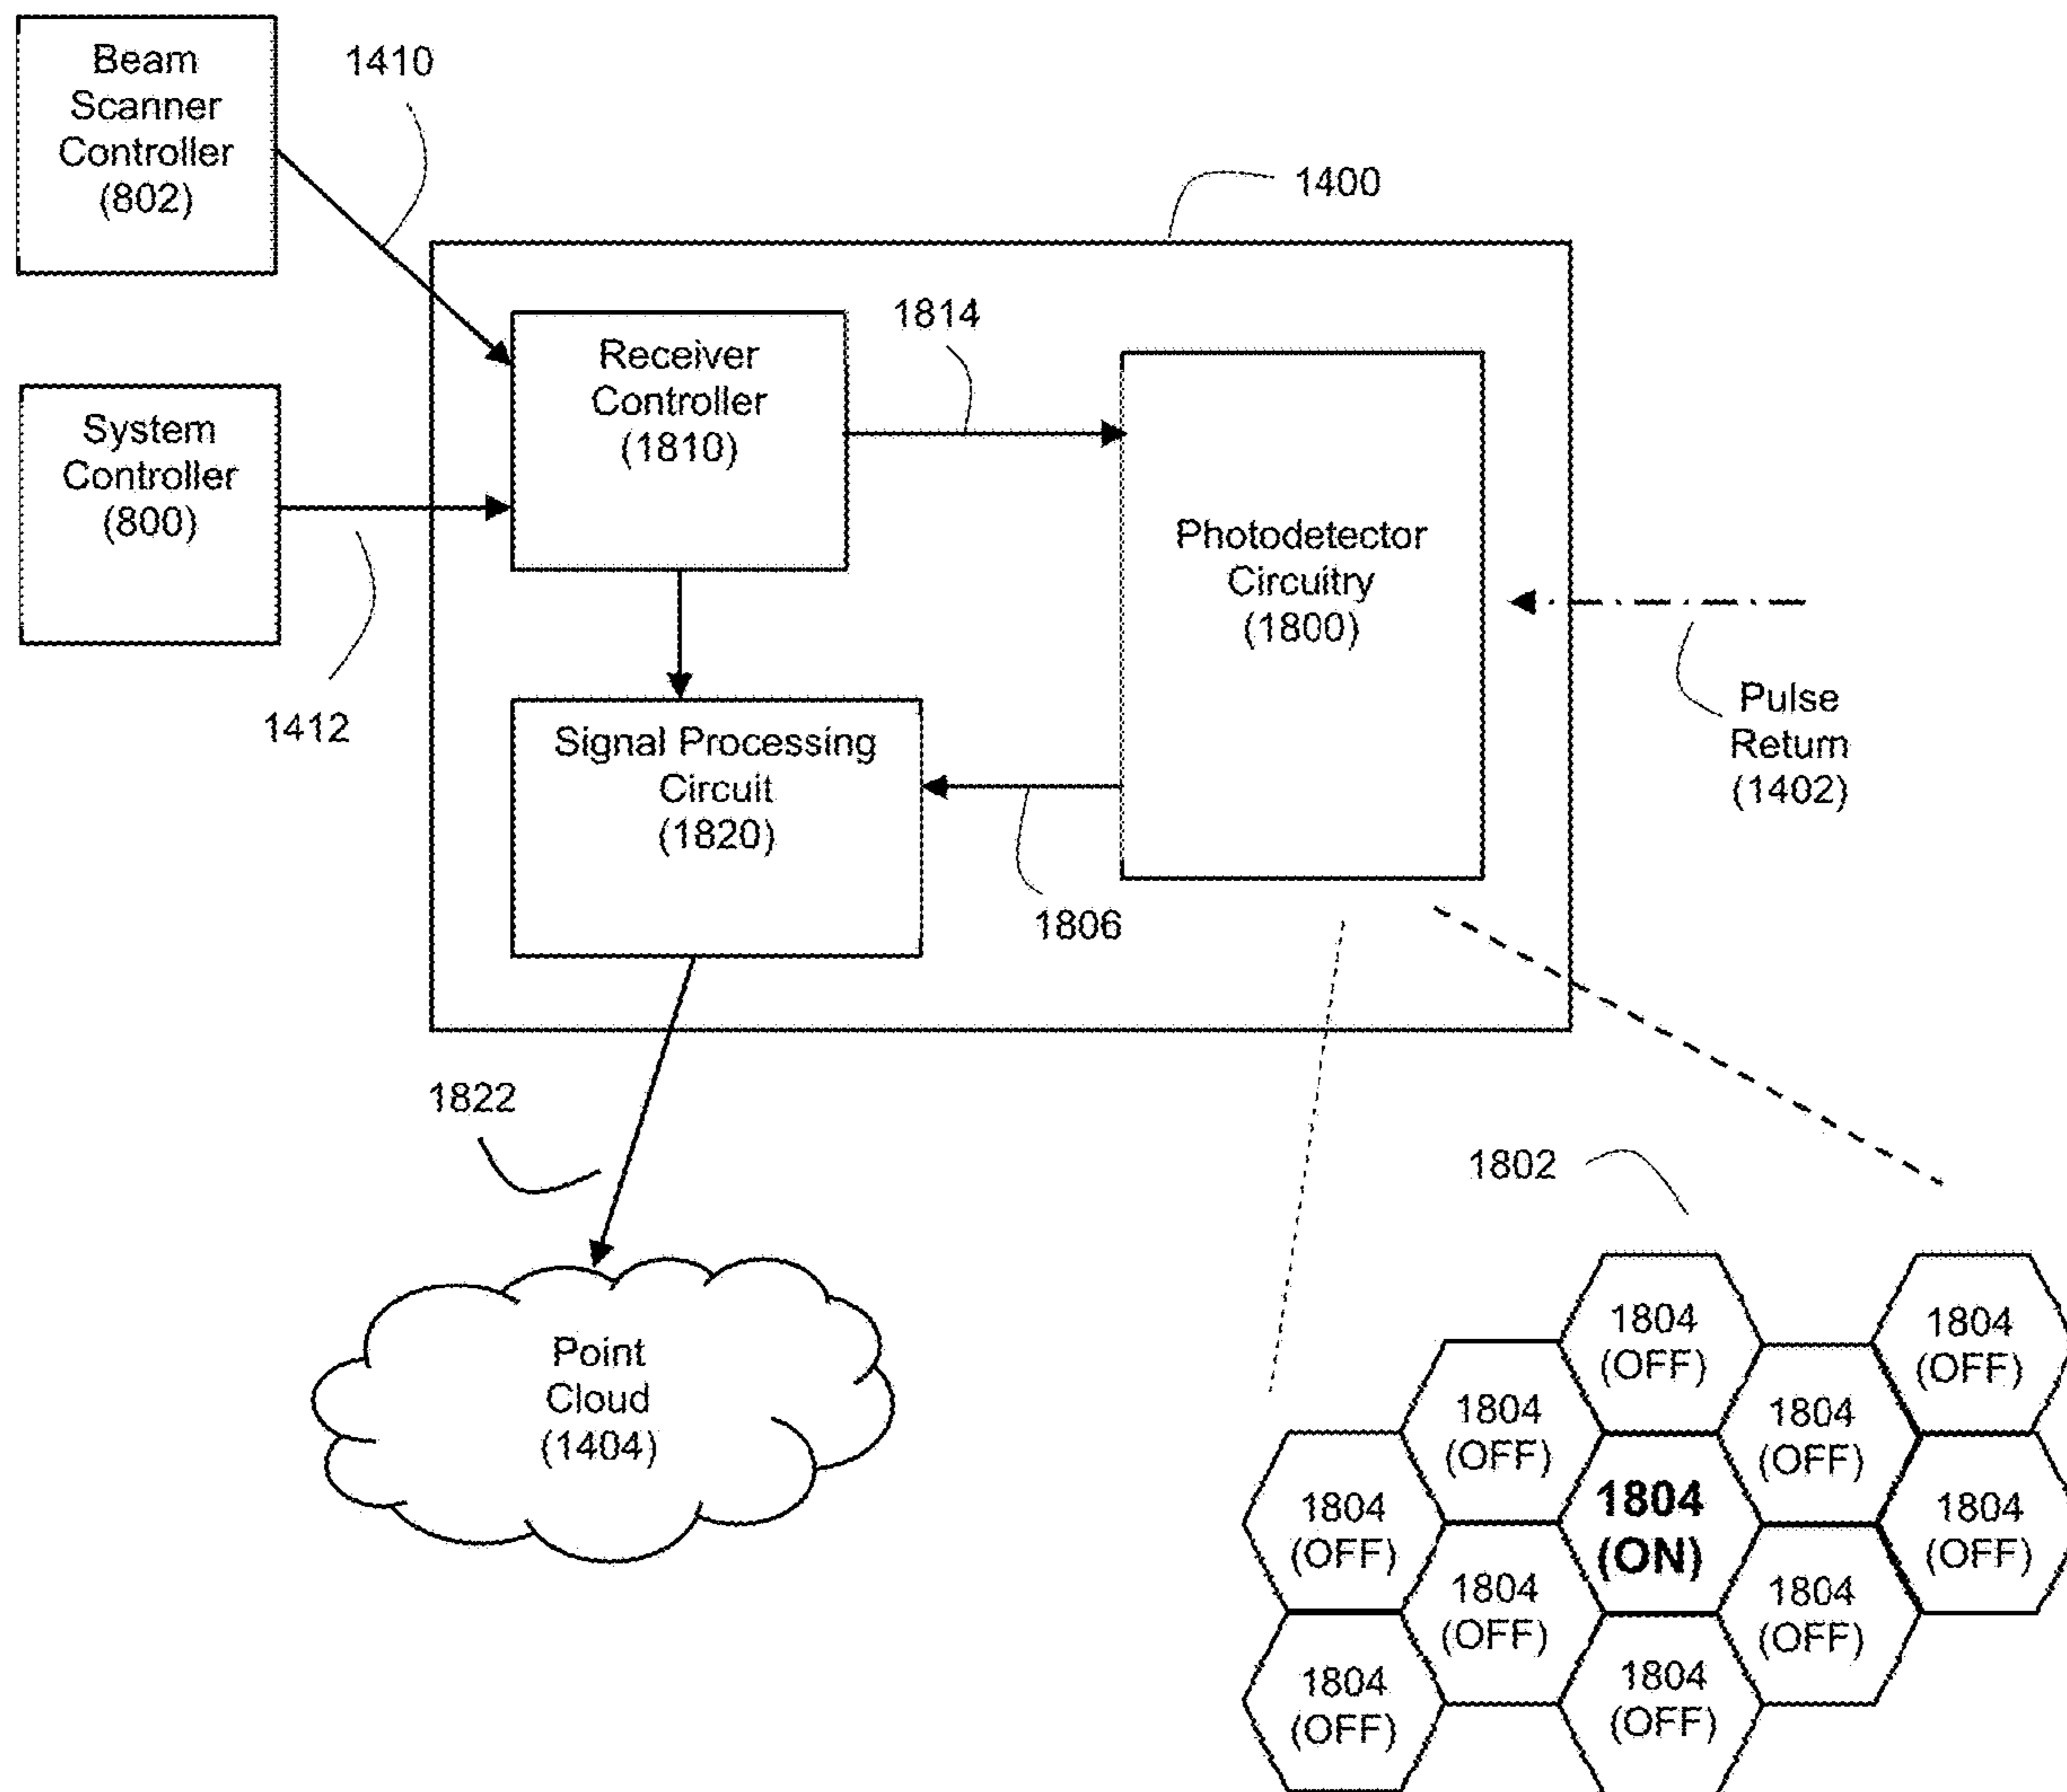 Beam
Scanner
Controller
(802)
1410
1400
System
Controller
(800)
1412
Receiver
Controller
(1810)
1814
Photodetector
Circuitry
(1800)
Signal Processing
Circuit
(1820)
1806
Pulse
Return
(1402)
1822
Point
Cloud
(1404)
1802
1804
(OFF)
1804
(OFF)
1804
(OFF)
1804
(OFF)
1804
(OFF)
1804
(ON)
1804
(OFF)
1804
(OFF)
1804
(OFF)
1804
(OFF)
1804
(OFF)